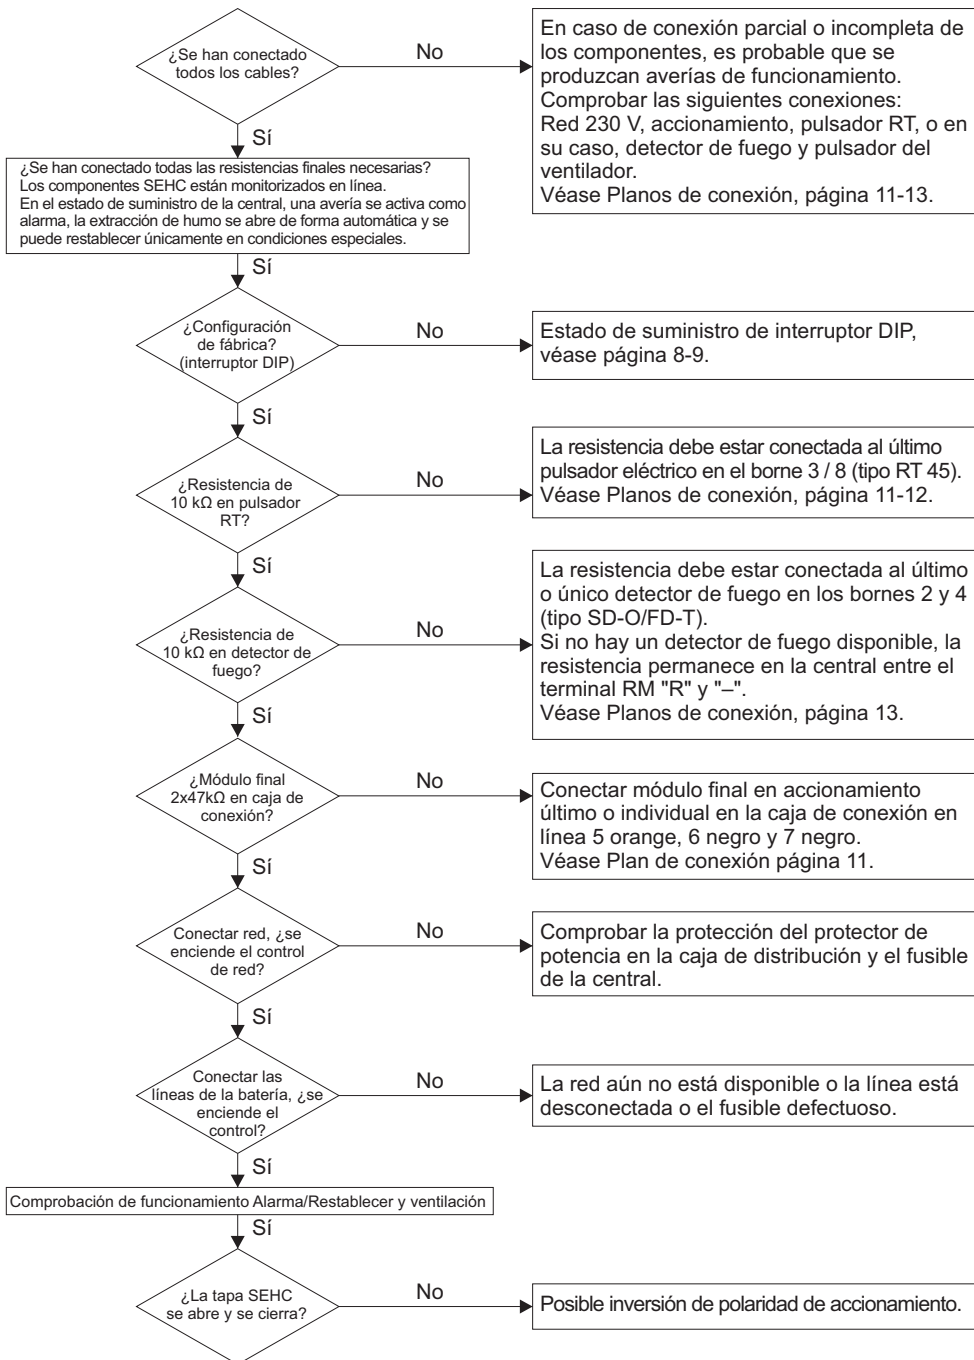 ¿Se han conectado
todos los cables?
No
En caso de conexión parcial o incompleta de
los componentes, es probable que se
produzcan averías de funcionamiento.
Comprobar las siguientes conexiones:
Red 230 V, accionamiento, pulsador RT, o en
su caso, detector de fuego y pulsador del
ventilador.
Véase Planos de conexión, página 11-13.
Sí
¿Se han conectado todas las resistencias finales necesarias?
Los componentes SEHC están monitorizados en línea.
En el estado de suministro de la central, una avería se activa como
alarma, la extracción de humo se abre de forma automática y se
puede restablecer únicamente en condiciones especiales.
Sí
¿Configuración
de fábrica?
(interruptor DIP)
No
Estado de suministro de interruptor DIP,
véase página 8-9.
Sí
¿Resistencia de
10 kΩ en pulsador
RT?
No
La resistencia debe estar conectada al último
pulsador eléctrico en el borne 3 / 8 (tipo RT 45).
Véase Planos de conexión, página 11-12.
Sí
¿Resistencia de
10 kΩ en detector de
fuego?
No
La resistencia debe estar conectada al último
o único detector de fuego en los bornes 2 y 4
(tipo SD-O/FD-T).
Si no hay un detector de fuego disponible, la
resistencia permanece en la central entre el
terminal RM "R" y "–".
Véase Planos de conexión, página 13.
Sí
¿Módulo final
2x47kΩ en caja de
conexión?
No
Conectar módulo final en accionamiento
último o individual en la caja de conexión en
línea 5 orange, 6 negro y 7 negro.
Véase Plan de conexión página 11.
Sí
Conectar red, ¿se
enciende el control
de red?
No
Comprobar la protección del protector de
potencia en la caja de distribución y el fusible
de la central.
Sí
Conectar las
líneas de la batería, ¿se
enciende el
control?
No
La red aún no está disponible o la línea está
desconectada o el fusible defectuoso.
Sí
Comprobación de funcionamiento Alarma/Restablecer y ventilación
Sí
¿La tapa SEHC
se abre y se cierra?
No
Posible inversión de polaridad de accionamiento.